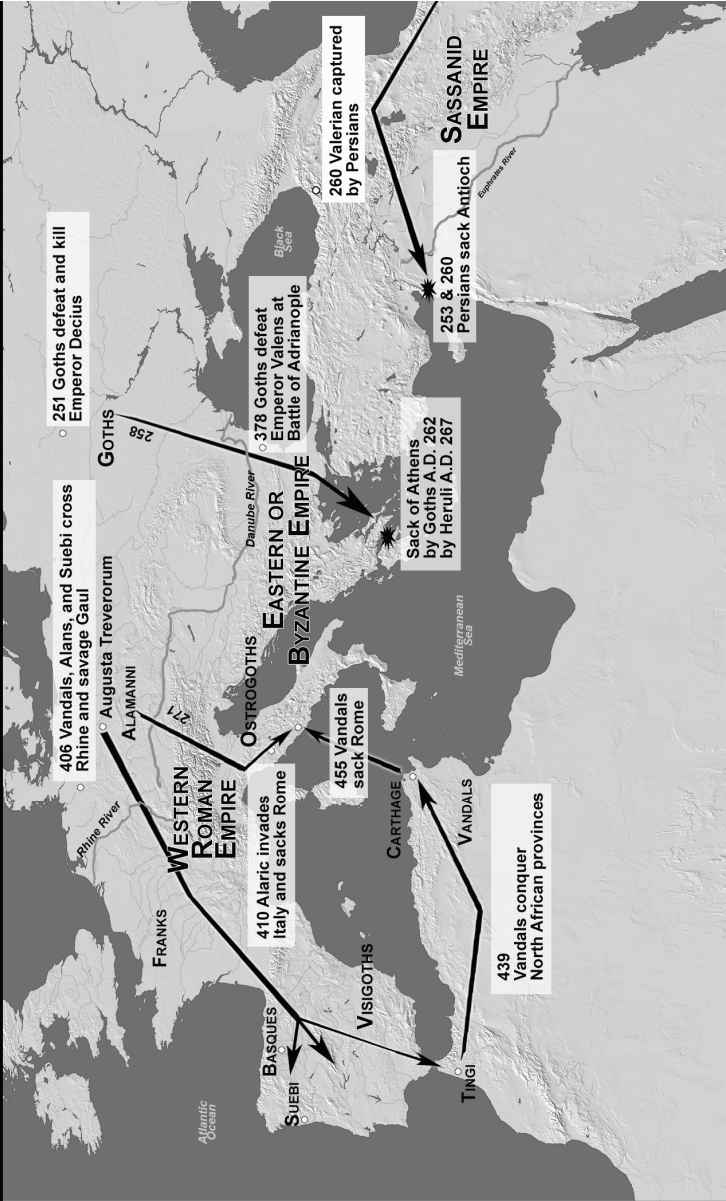 406 Vandals, Alans, and Suebi cross
Rhine and savage Gaul
251 Goths defeat and kill
Emperor Decius
Augusta Treverorum
GOTHS
ALAMANNI
258
271
Rhine River
Danube River
378 Goths defeat
Emperor Valens at
Battle of Adrianople
Black
Sea
260 Valerian captured
by Persians
FRANKS
WESTERN
ROMAN
EMPIRE
OSTROGOTHS
EASTERN OR
BYZANTINE EMPIRE
Atlantic
Ocean
410 Alaric invades
Italy and sacks Rome
BASQUES
SUEBI
VISIGOTHS
455 Vandals
sack Rome
Sack of Athens
by Goths A.D. 262
by Heruli A.D. 267
253 & 260
Persians sack Antioch
SASSANID
EMPIRE
Euphrates River
CARTHAGE
Mediterranean
Sea
VANDALS
TINGI
439
Vandals conquer
North African provinces